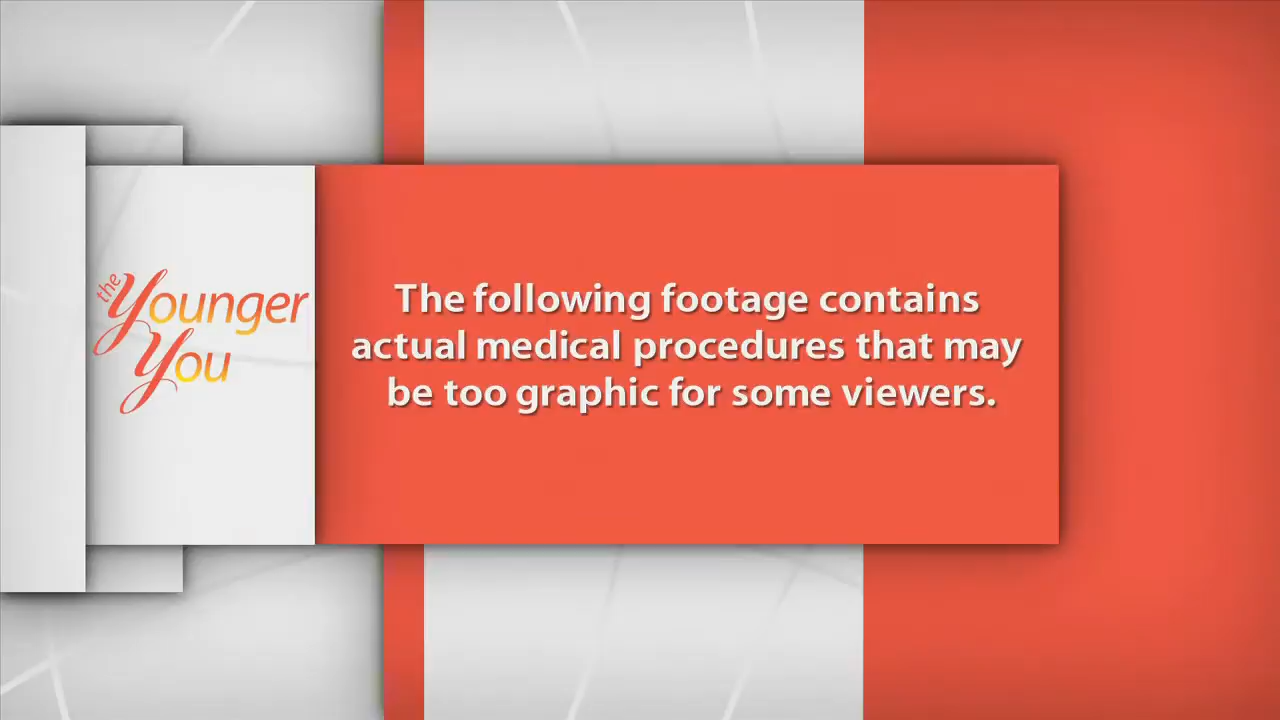 the
Younger
You
The following footage contains
actual medical procedures that may
be too graphic for some viewers.